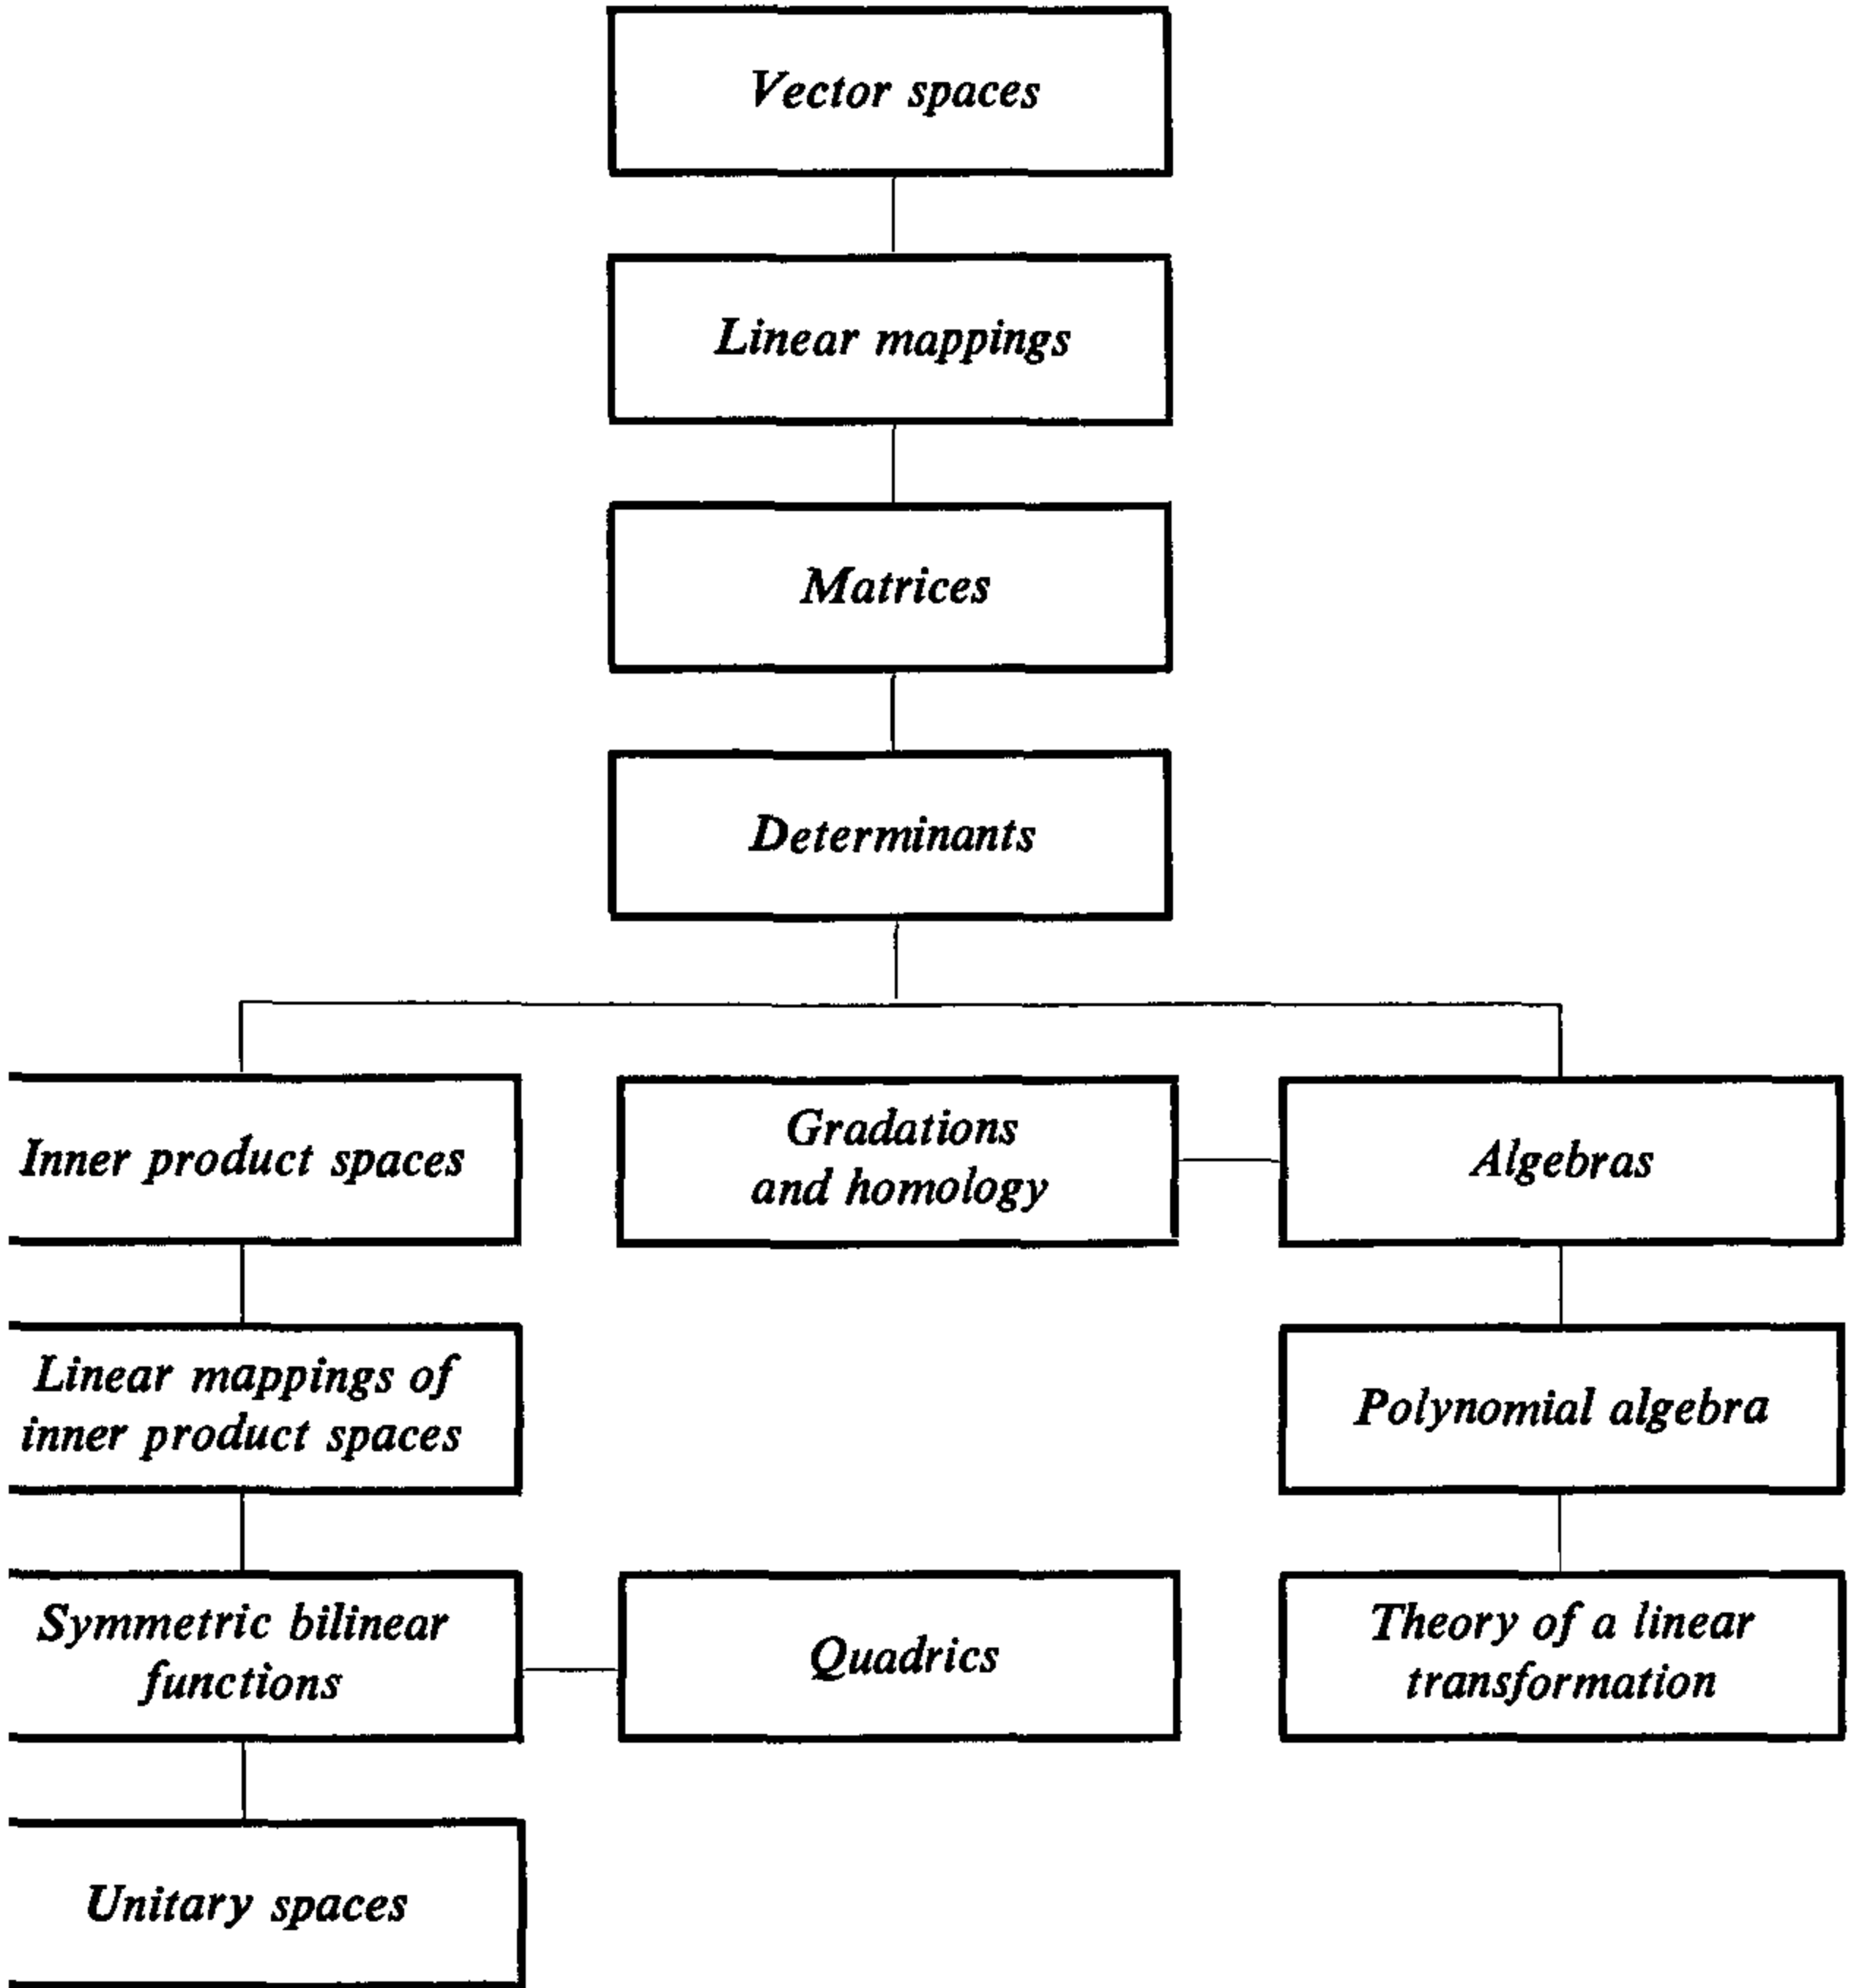 Vector spaces
Linear mappings
Matrices
Determinants
Inner product spaces
Gradations
and homology
Algebras
Linear mappings of
inner product spaces
Polynomial algebra
Symmetric bilinear
functions
Quadrics
Theory of a linear
transformation
Unitary spaces